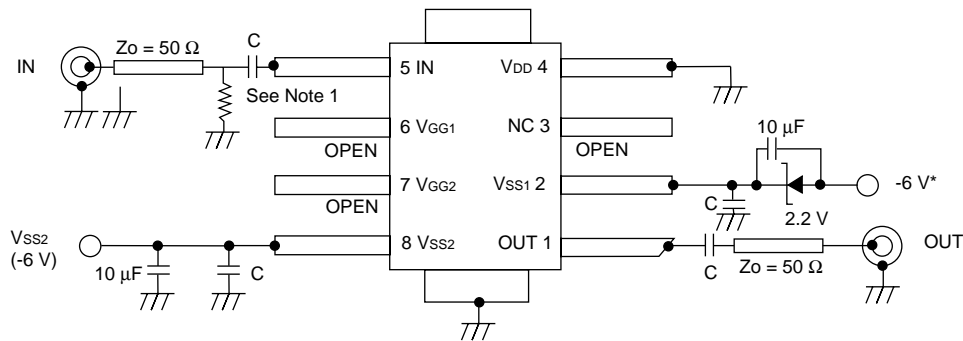 Zo = 50 Ω
C
IN
5 IN
VDD 4
See Note 1
6 VGG1
NC 3
OPEN
OPEN
10 µF
7 VGG2
VSS1 2
-6 V*
OPEN
C
2.2 V
VSS2
(-6 V)
8 VSS2
OUT 1
OUT
10 µF
C
C
Zo = 50 Ω